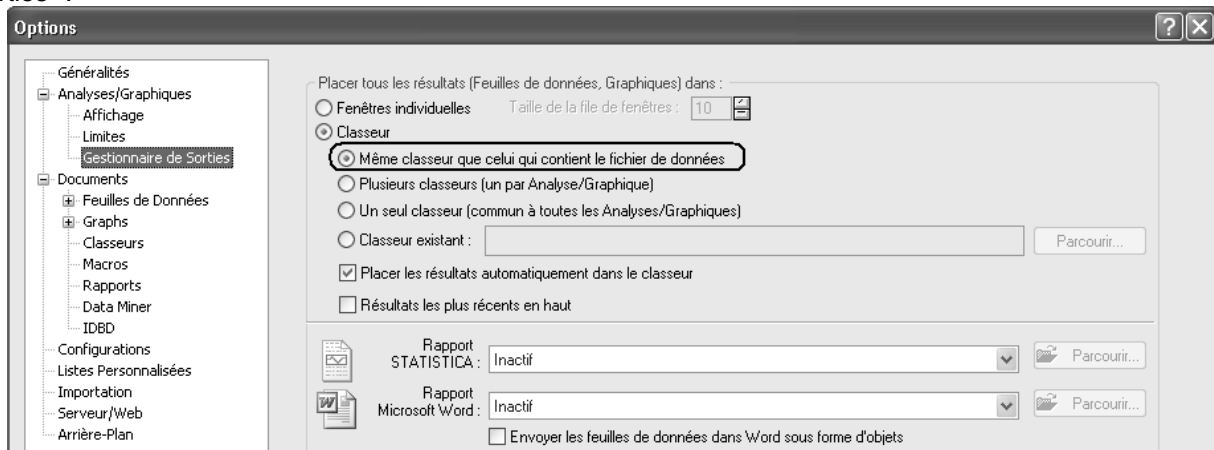 Options
Généralités
Analyses/Graphiques
Affichage
Limites
Gestionnaire de Sorties
Documents
Feuilles de Données
Graphs
Classeurs
Macros
Rapports
Data Miner
IDBD
Configurations
Listes Personnalisées
Importation
Serveur/Web
Arrière-Plan
Placer tous les résultats (Feuilles de données, Graphiques) dans :
Fenêtres individuelles Taille de la file de fenêtres : 10
Classeur
Même classeur que celui qui contient le fichier de données
Plusieurs classeurs (un par Analyse/Graphique)
Un seul classeur (commun à toutes les Analyses/Graphiques)
Classeur existant : Parcourir...
Placer les résultats automatiquement dans le classeur
Résultats les plus récents en haut
Rapport
STATISTICA : Inactif Parcourir...
Rapport
Microsoft Word : Inactif Parcourir...
Envoyer les feuilles de données dans Word sous forme d'objets